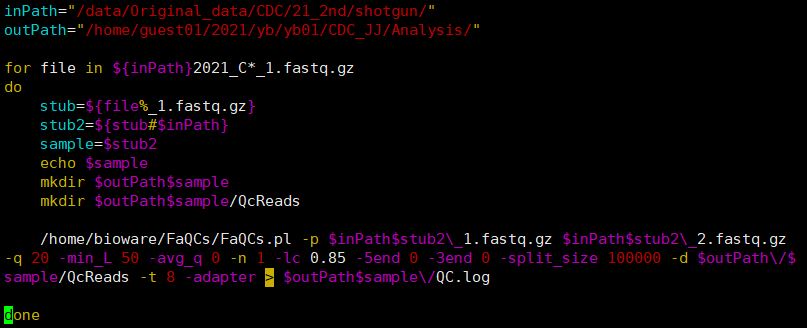 inPath="/data/Original_data/CDC/21_2nd/shotgun/"
outPath="/home/guest01/2021/yb/yb01/CDC_JJ/Analysis/"
for file in ${inPath}2021_C*_1.fastq.gz
do
stub=${file%_1.fastq.gz}
stub2=${stub#$inPath}
sample=$stub2
echo $sample
mkdir $outPath$sample
mkdir $outPath$sample/QcReads
/home/bioware/FaQCs/FaQCs.pl -p $inPath$stub2\_1.fastq.gz $inPath$stub2\_2.fastq.gz
-q 20 -min_L 50 -avg_q 0 -n 1 -lc 0.85 -5end 0 -3end 0 -split_size 100000 -d $outPath\/$
sample/QcReads -t 8 -adapter > $outPath$sample\/QC.log
done